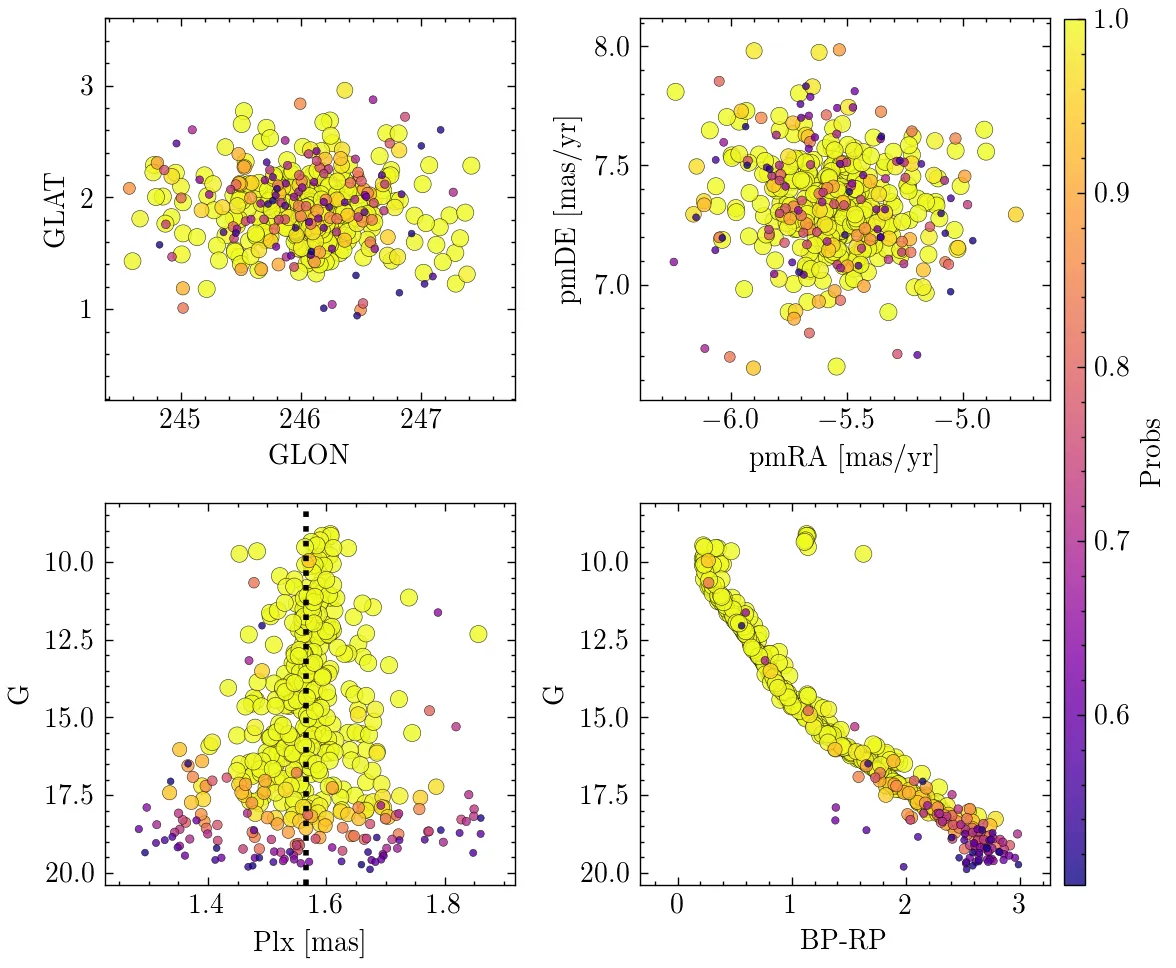 3
2
1
GLAT
245 246 247
GLON
8.0
7.5
7.0
pmDE [mas/yr]
−6.0 −5.5 −5.0
pmRA [mas/yr]
1.0
0.9
0.8
0.7
0.6
Probs
10.0
12.5
15.0
17.5
20.0
G
1.4 1.6 1.8
Plx [mas]
10.0
12.5
15.0
17.5
20.0
G
0 1 2 3
BP-RP